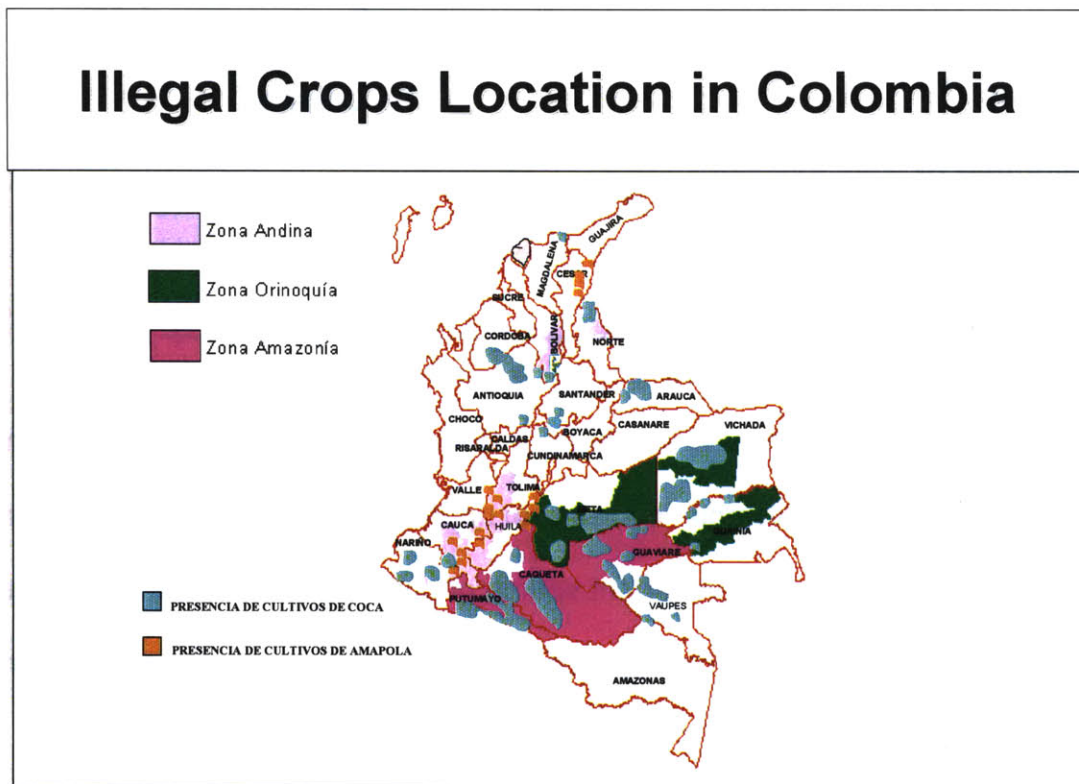 Illegal Crops Location in Colombia
Zona Andina
Zona Orinoquía
Zona Amazonía
GUAJIRA
MAGDALENA
CESAR
SUCRE
CORDOBA
BOLIVAR
NORTE
ANTIOQUIA
SANTANDER
ARAUCA
CHOCO
CALDAS
BOYACA
CASANARE
VICHADA
RISARALDA
CUNDINAMARCA
VALLE
TOLIMA
CAUCA
HUILA
NARIÑO
GUAVIARE
CAQUETA
PUTUMAYO
VAUPES
AMAZONAS
PRESENCIA DE CULTIVOS DE COCA
PRESENCIA DE CULTIVOS DE AMAPOLA